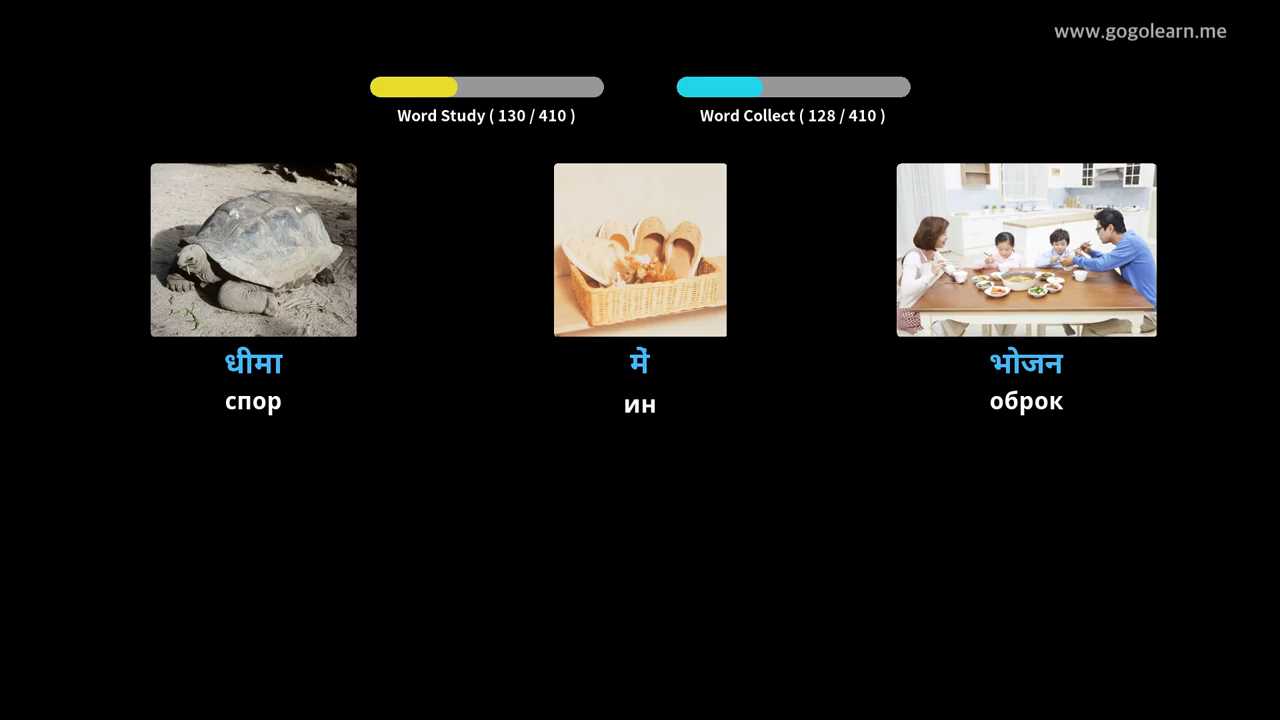 www.gogolearn.me
Word Study ( 130 / 410 )
Word Collect ( 128 / 410 )
धीमा
में
भोजन
спор
ин
оброк